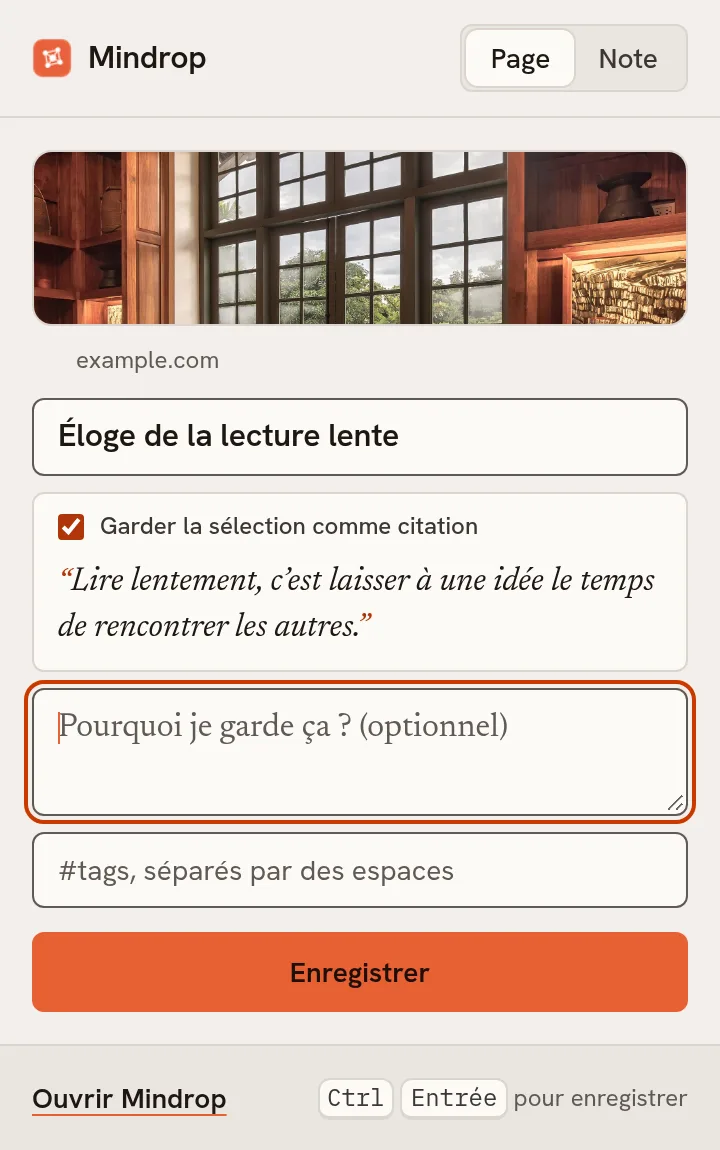 Mindrop
Page
Note
example.com
Éloge de la lecture lente
Garder la sélection comme citation
“Lire lentement, c’est laisser à une idée le temps
de rencontrer les autres.”
Pourquoi je garde ça ? (optionnel)
#tags, séparés par des espaces
Enregistrer
Ouvrir Mindrop
Ctrl Entrée pour enregistrer